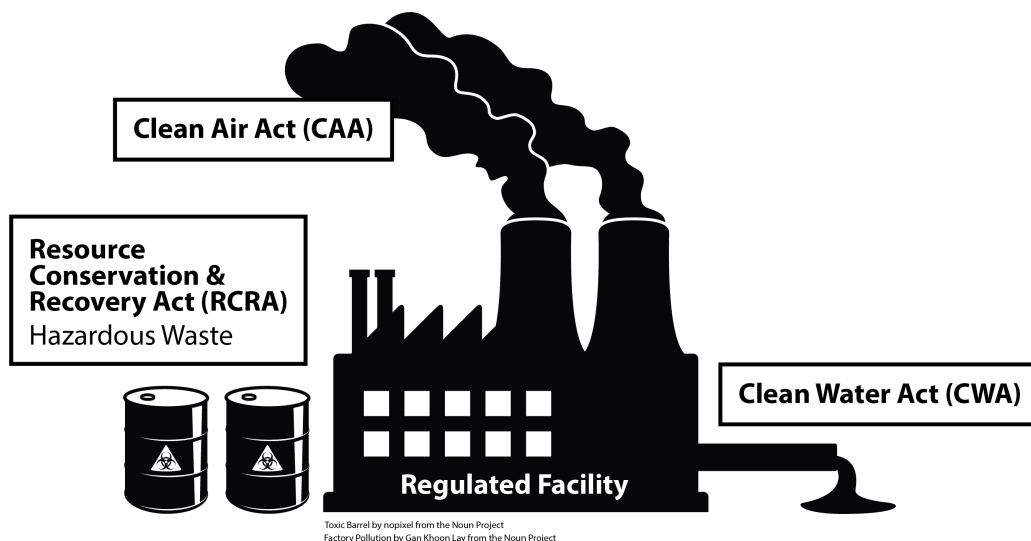 Clean Air Act (CAA)
Resource
Conservation &
Recovery Act (RCRA)
Hazardous Waste
Clean Water Act (CWA)
Regulated Facility
Toxic Barrel by nopixel from the Noun Project
Factory Pollution by Gan Khoon Lay from the Noun Project